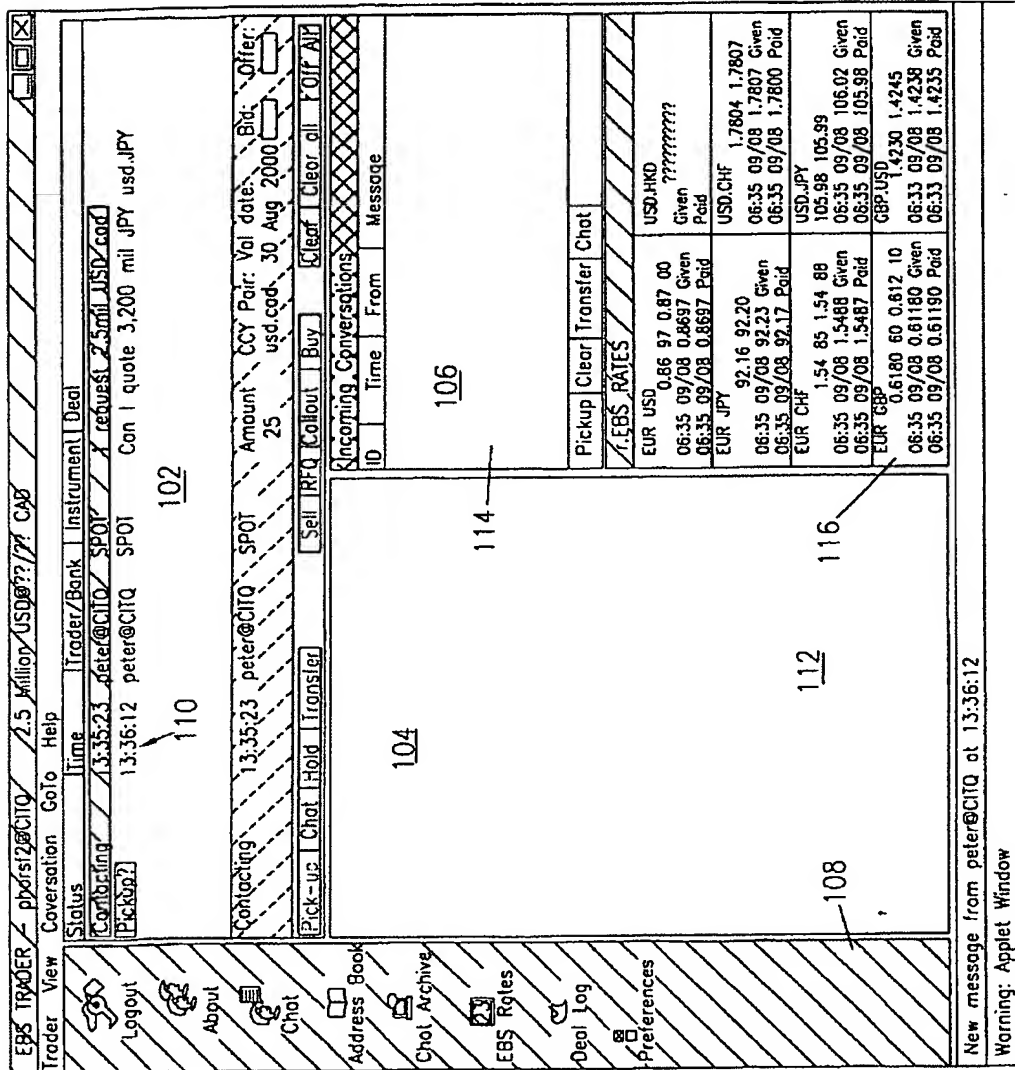 EBS TRADER – pbdrsf2@CITQ 2.5 Million USD@??/?! CAD
Trader View Coversation GoTo Help
Logout
About
Chat
Address Book
Chat Archive
EBS Rates
Deal Log
Preferences
108
Status Time Trader/Bank Instrument Deal
Contacting 13:35:23 peter@CITQ SPOT request 2.5mil USD/cad
Pickup? 13:36:12 peter@CITQ SPOT Can I quote 3,200 mil JPY usd.JPY
110
102
Amount CCY Pair: Val date: Bid: Offer:
Contacting 13:35:23 peter@CITQ SPOT 25 usd.cad 30 Aug 2000
Pick-up Chat Hold Transfer Sell RFQ Callout Buy Clear Clear all Off All
104
112
Incoming Conversations
ID Time From Message
106
114
Pickup Clear Transfer Chat
EBS RATES
EUR USD
0.86 97 0.87 00
06:35 09/08 0.8697 Given
06:35 09/08 0.8697 Paid
USD.HKD
Given ??????????
Paid
EUR JPY
92.16 92.20
06:35 09/08 92.23 Given
06:35 09/08 92.17 Paid
USD.CHF
1.7804 1.7807
06:35 09/08 1.7807 Given
06:35 09/08 1.7800 Paid
EUR CHF
1.54 85 1.54 88
06:35 09/08 1.5488 Given
06:35 09/08 1.5487 Paid
USD.JPY
105.98 105.99
06:35 09/08 106.02 Given
06:35 09/08 105.98 Paid
EUR GBP
0.6180 60 0.612 10
06:35 09/08 0.61180 Given
06:35 09/08 0.61190 Paid
GBP.USD
1.4230 1.4245
06:33 09/08 1.4238 Given
06:33 09/08 1.4235 Paid
116
New message from peter@CITQ at 13:36:12
Warning: Applet Window